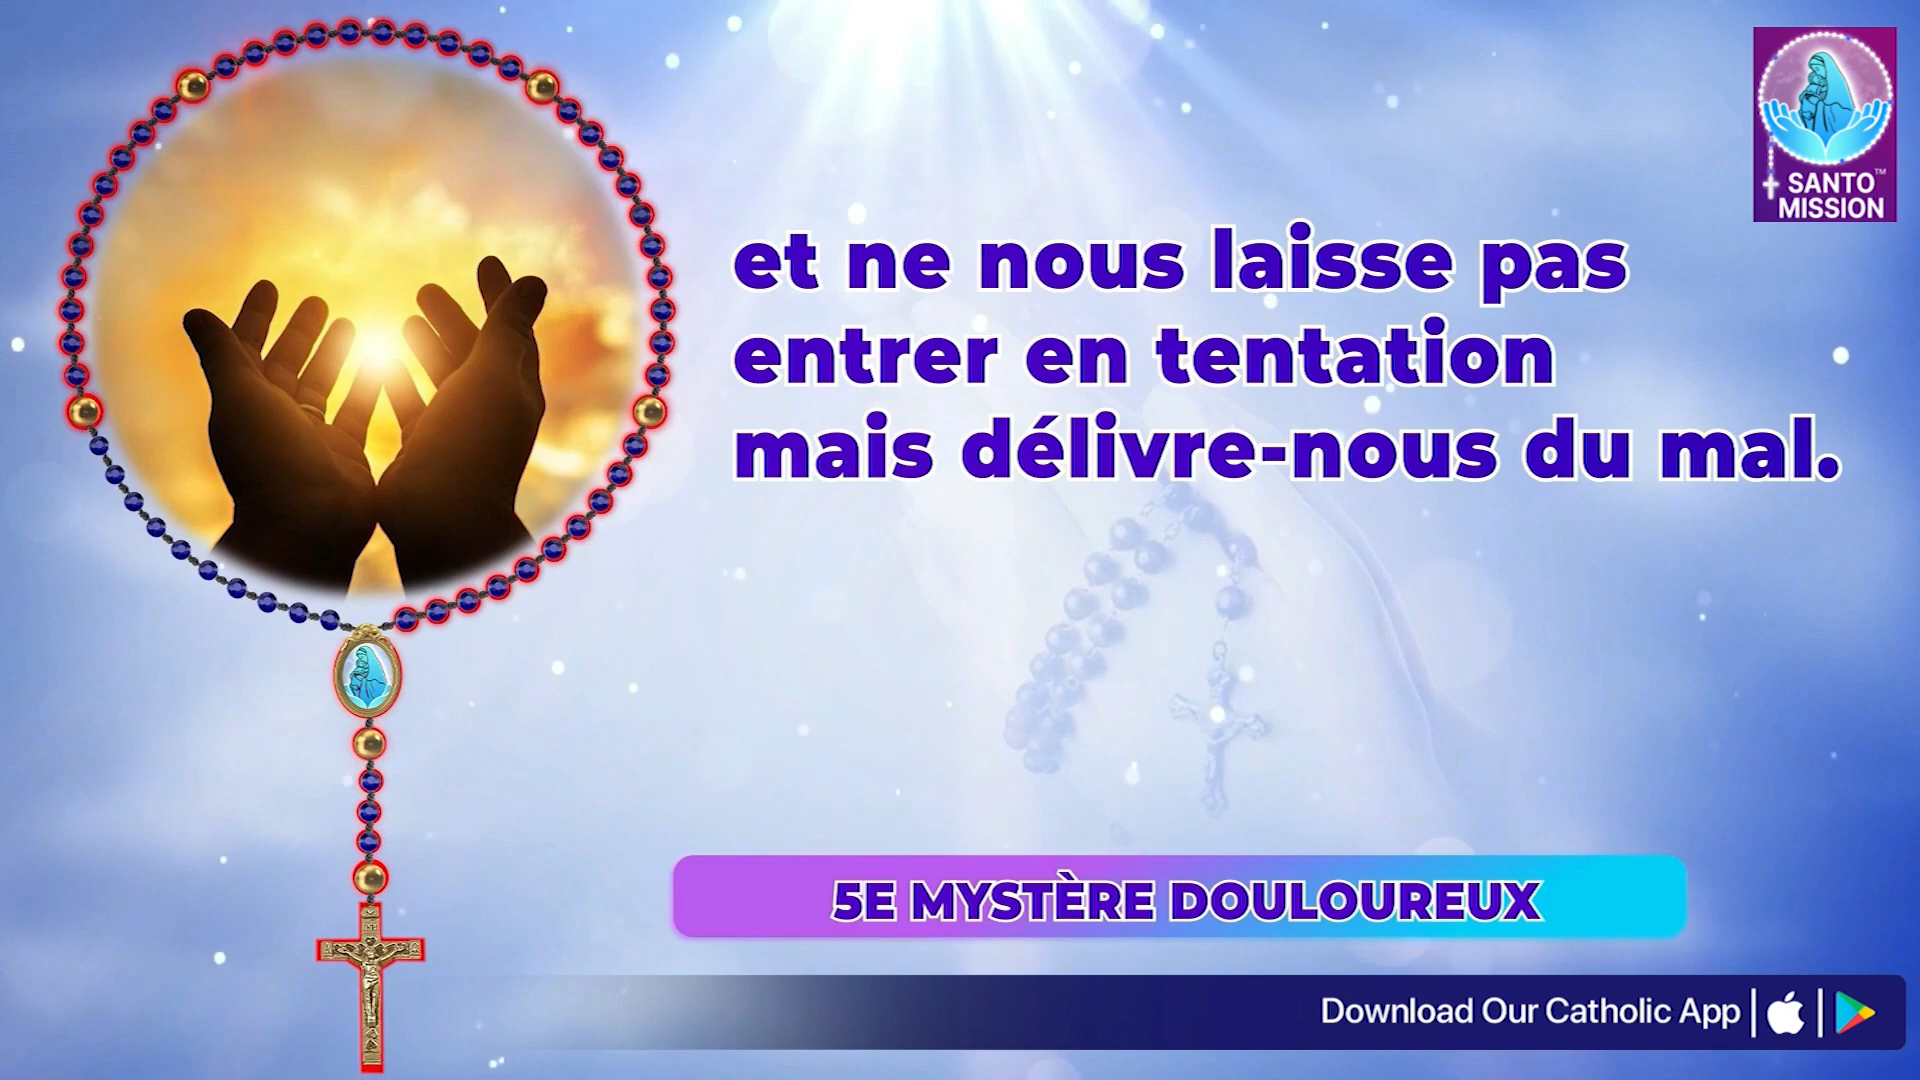 SANTO™
MISSION
et ne nous laisse pas
entrer en tentation
mais délivre-nous du mal.
5E MYSTÈRE DOULOUREUX
Download Our Catholic App